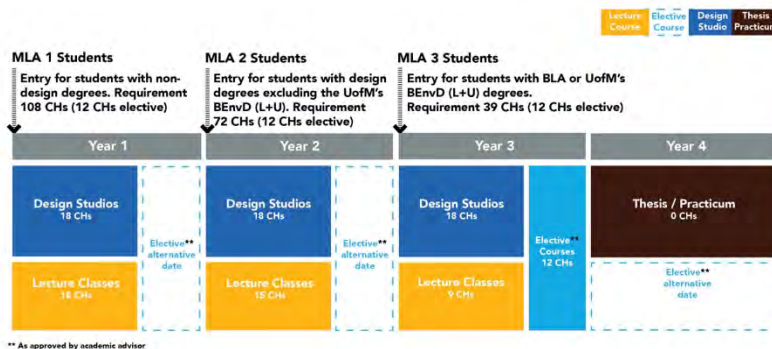 Lecture Course
Elective Course
Design Studio
Thesis Practicum
MLA 1 Students
Entry for students with non-
design degrees. Requirement
108 CHs (12 CHs elective)
MLA 2 Students
Entry for students with design
degrees excluding the UofM's
BEnvD (L+U). Requirement
72 CHs (12 CHs elective)
MLA 3 Students
Entry for students with BLA or UofM's
BEnvD (L+U) degrees.
Requirement 39 CHs (12 CHs elective)
Year 1
Year 2
Year 3
Year 4
Design Studios
18 CHs
Lecture Classes
18 CHs
Elective**
alternative
date
Design Studios
18 CHs
Lecture Classes
15 CHs
Elective**
alternative
date
Design Studios
18 CHs
Lecture Classes
9 CHs
Elective**
Courses
12 CHs
Thesis / Practicum
0 CHs
Elective**
alternative
date
** As approved by academic advisor